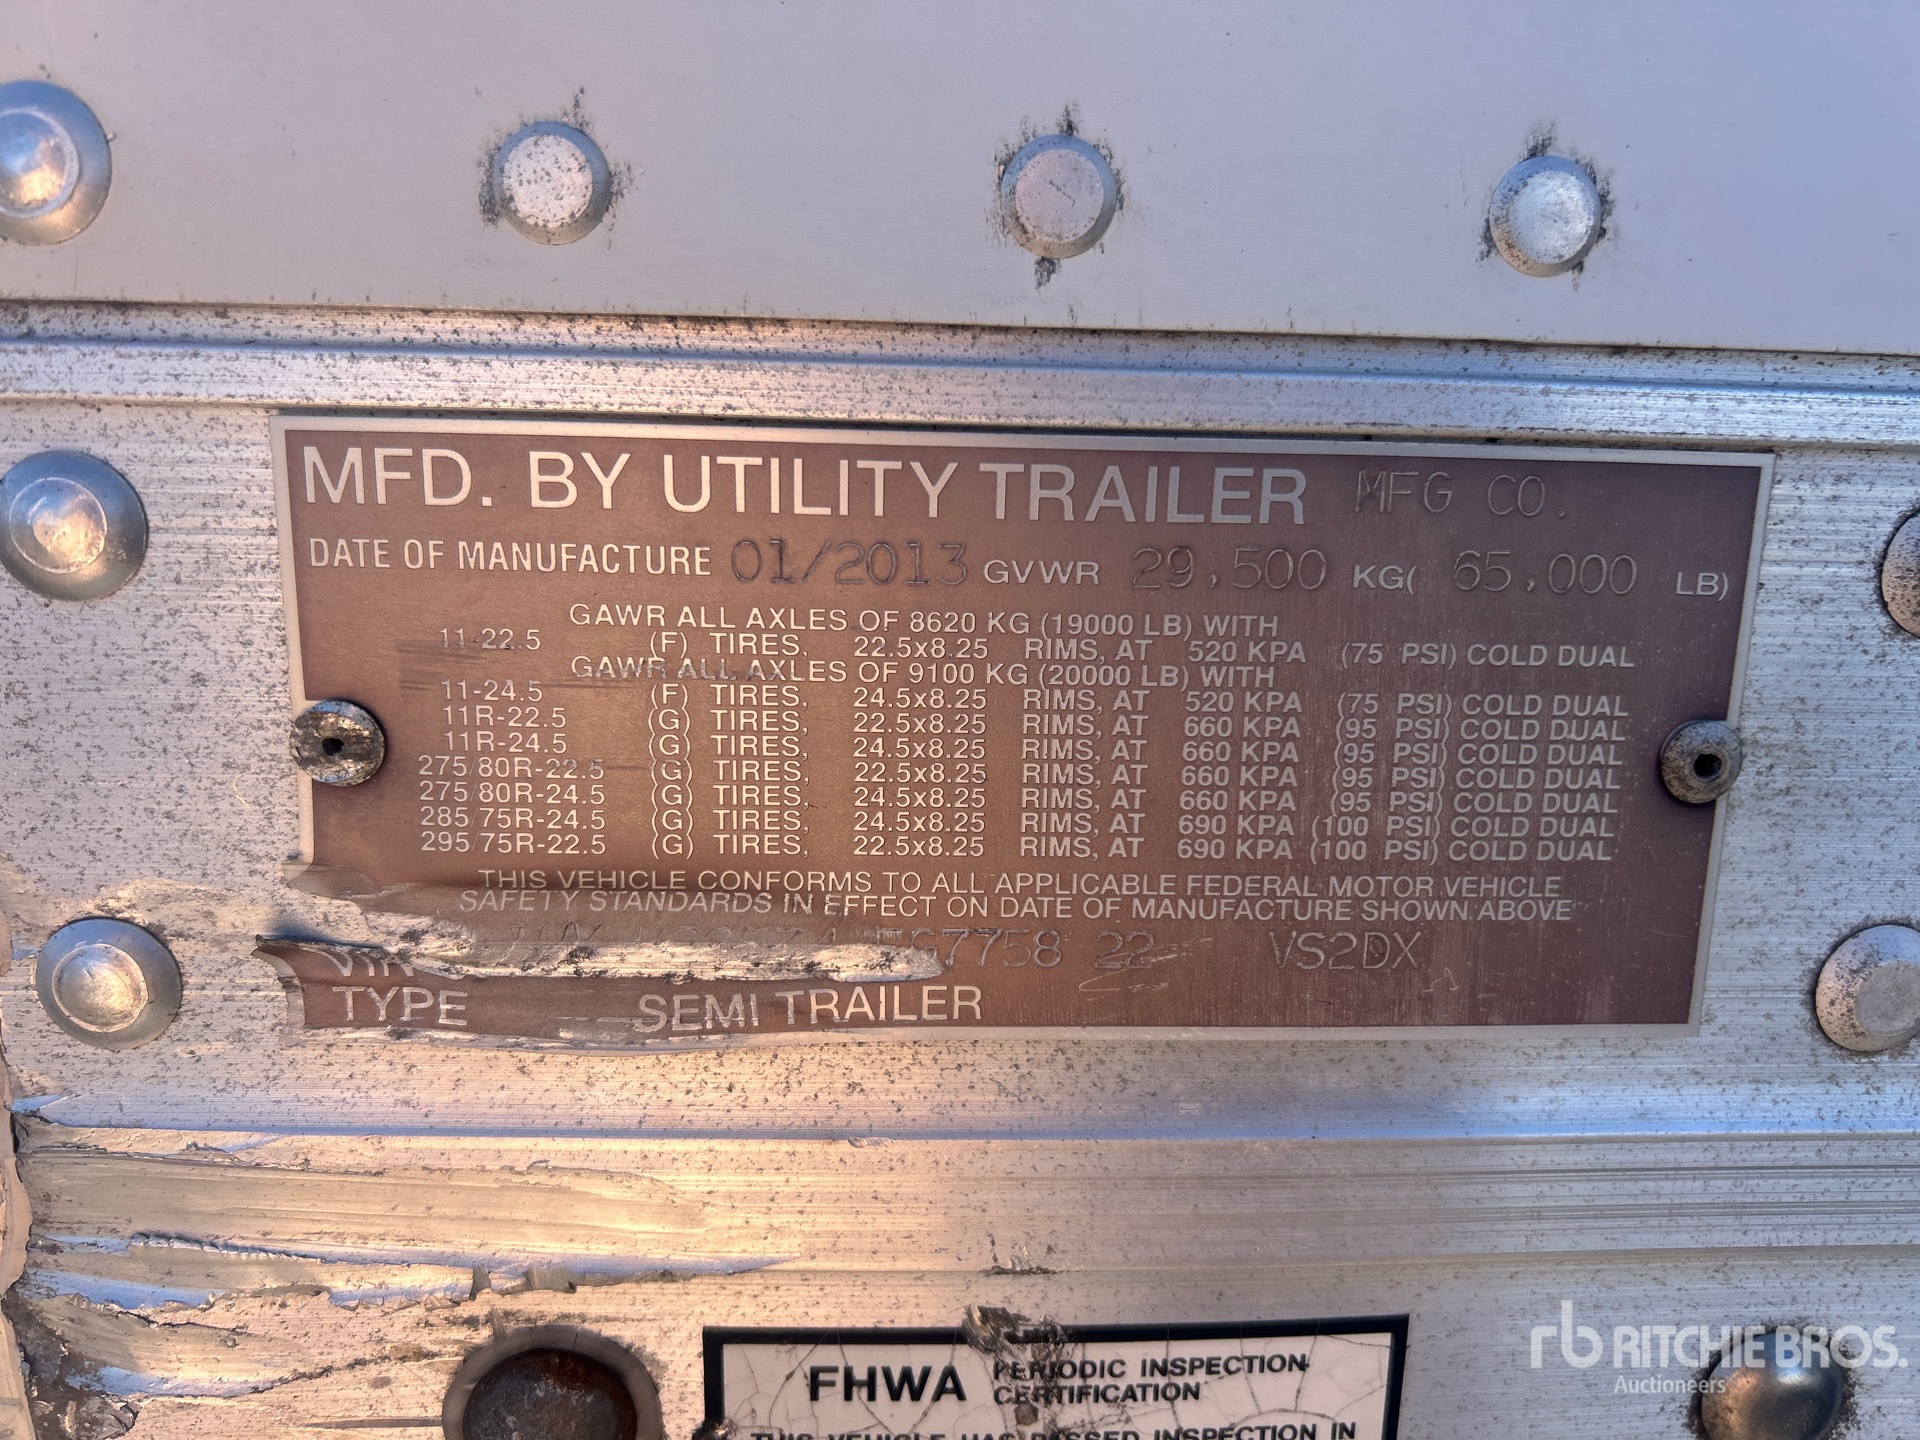 MFD. BY UTILITY TRAILER MFG CO.
DATE OF MANUFACTURE 01/2013 GVWR 29,500 KG( 65,000 LB)
GAWR ALL AXLES OF 8620 KG (19000 LB) WITH
11-22.5 (F) TIRES, 22.5x8.25 RIMS, AT 520 KPA (75 PSI) COLD DUAL
GAWR ALL AXLES OF 9100 KG (20000 LB) WITH
11-24.5 (F) TIRES, 24.5x8.25 RIMS, AT 520 KPA (75 PSI) COLD DUAL
11R-22.5 (G) TIRES, 22.5x8.25 RIMS, AT 660 KPA (95 PSI) COLD DUAL
11R-24.5 (G) TIRES, 24.5x8.25 RIMS, AT 660 KPA (95 PSI) COLD DUAL
275/80R-22.5 (G) TIRES, 22.5x8.25 RIMS, AT 660 KPA (95 PSI) COLD DUAL
275/80R-24.5 (G) TIRES, 24.5x8.25 RIMS, AT 660 KPA (95 PSI) COLD DUAL
285/75R-24.5 (G) TIRES, 24.5x8.25 RIMS, AT 690 KPA (100 PSI) COLD DUAL
295/75R-22.5 (G) TIRES, 22.5x8.25 RIMS, AT 690 KPA (100 PSI) COLD DUAL
THIS VEHICLE CONFORMS TO ALL APPLICABLE FEDERAL MOTOR VEHICLE
SAFETY STANDARDS IN EFFECT ON DATE OF MANUFACTURE SHOWN ABOVE
22 VS2DX
TYPE SEMI TRAILER
FHWA PERIODIC INSPECTION
CERTIFICATION
THIS VEHICLE HAS PASSED INSPECTION IN
rb RITCHIE BROS.
Auctioneers